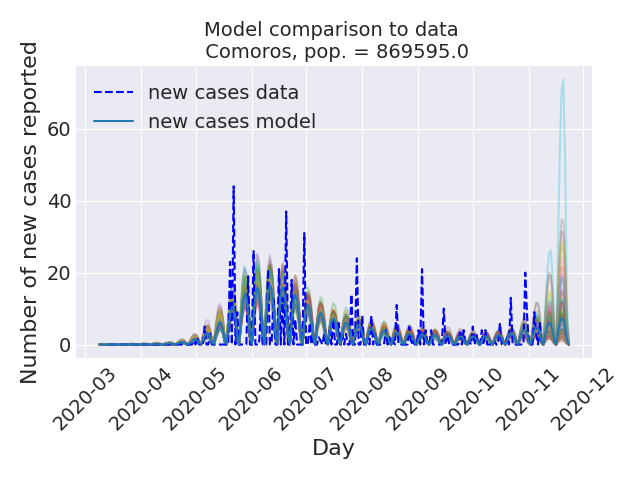 Model comparison to data
Comoros, pop. = 869595.0
new cases data
new cases model
Number of new cases reported
60
40
20
0
2020-03
2020-04
2020-05
2020-06
2020-07
2020-08
2020-09
2020-10
2020-11
2020-12
Day